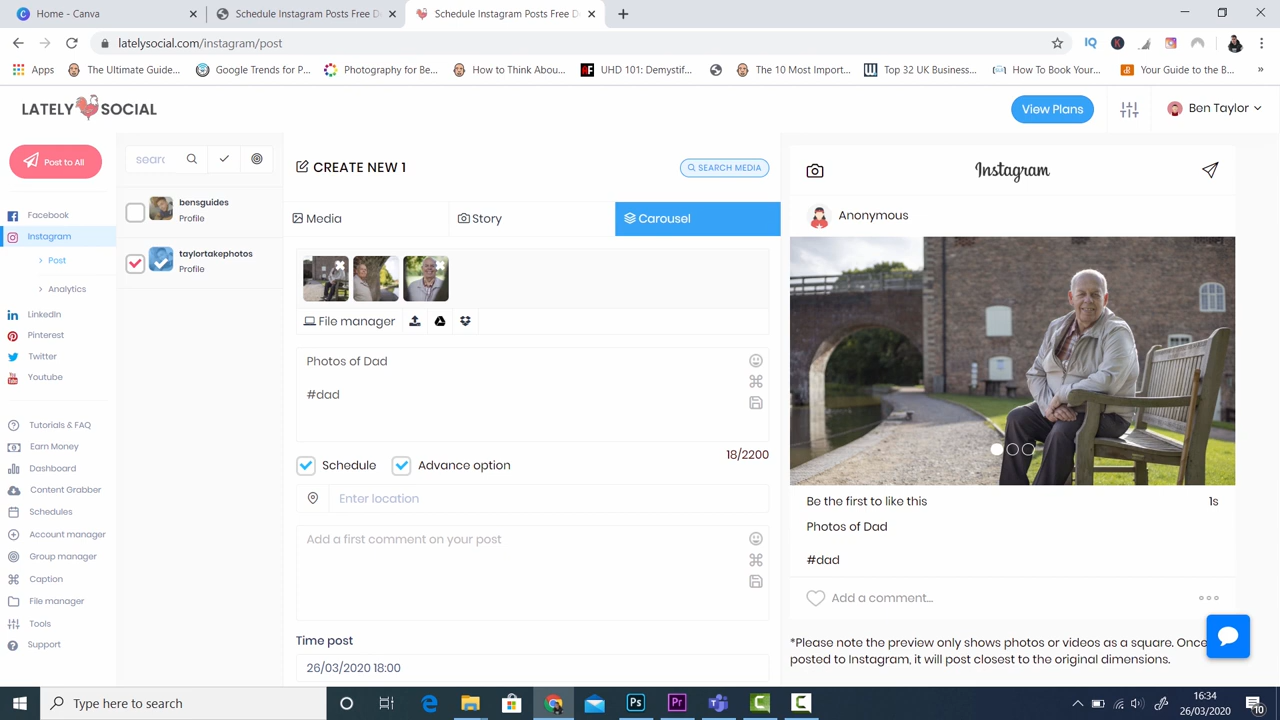 Home - Canva
Schedule Instagram Posts Free D
Schedule Instagram Posts Free D
latelysocial.com/instagram/post
Apps
The Ultimate Guide...
Google Trends for P...
Photography for Be...
How to Think Abou...
UHD 101: Demystif...
The 10 Most Import...
Top 32 UK Business...
How To Book Your...
Your Guide to the B...
LATELY SOCIAL
View Plans
Ben Taylor
Post to All
Facebook
Instagram
Post
Analytics
LinkedIn
Pinterest
Twitter
Youtube
Tutorials & FAQ
Earn Money
Dashboard
Content Grabber
Schedules
Account manager
Group manager
Caption
File manager
Tools
Support
searc
bensguides
Profile
taylortakephotos
Profile
CREATE NEW 1
SEARCH MEDIA
Media
Story
Carousel
File manager
Photos of Dad
#dad
18/2200
Schedule
Advance option
Enter location
Add a first comment on your post
Time post
26/03/2020 18:00
Instagram
Anonymous
Be the first to like this
1s
Photos of Dad
#dad
Add a comment...
*Please note the preview only shows photos or videos as a square. Once
posted to Instagram, it will post closest to the original dimensions.
Type here to search
16:34
26/03/2020